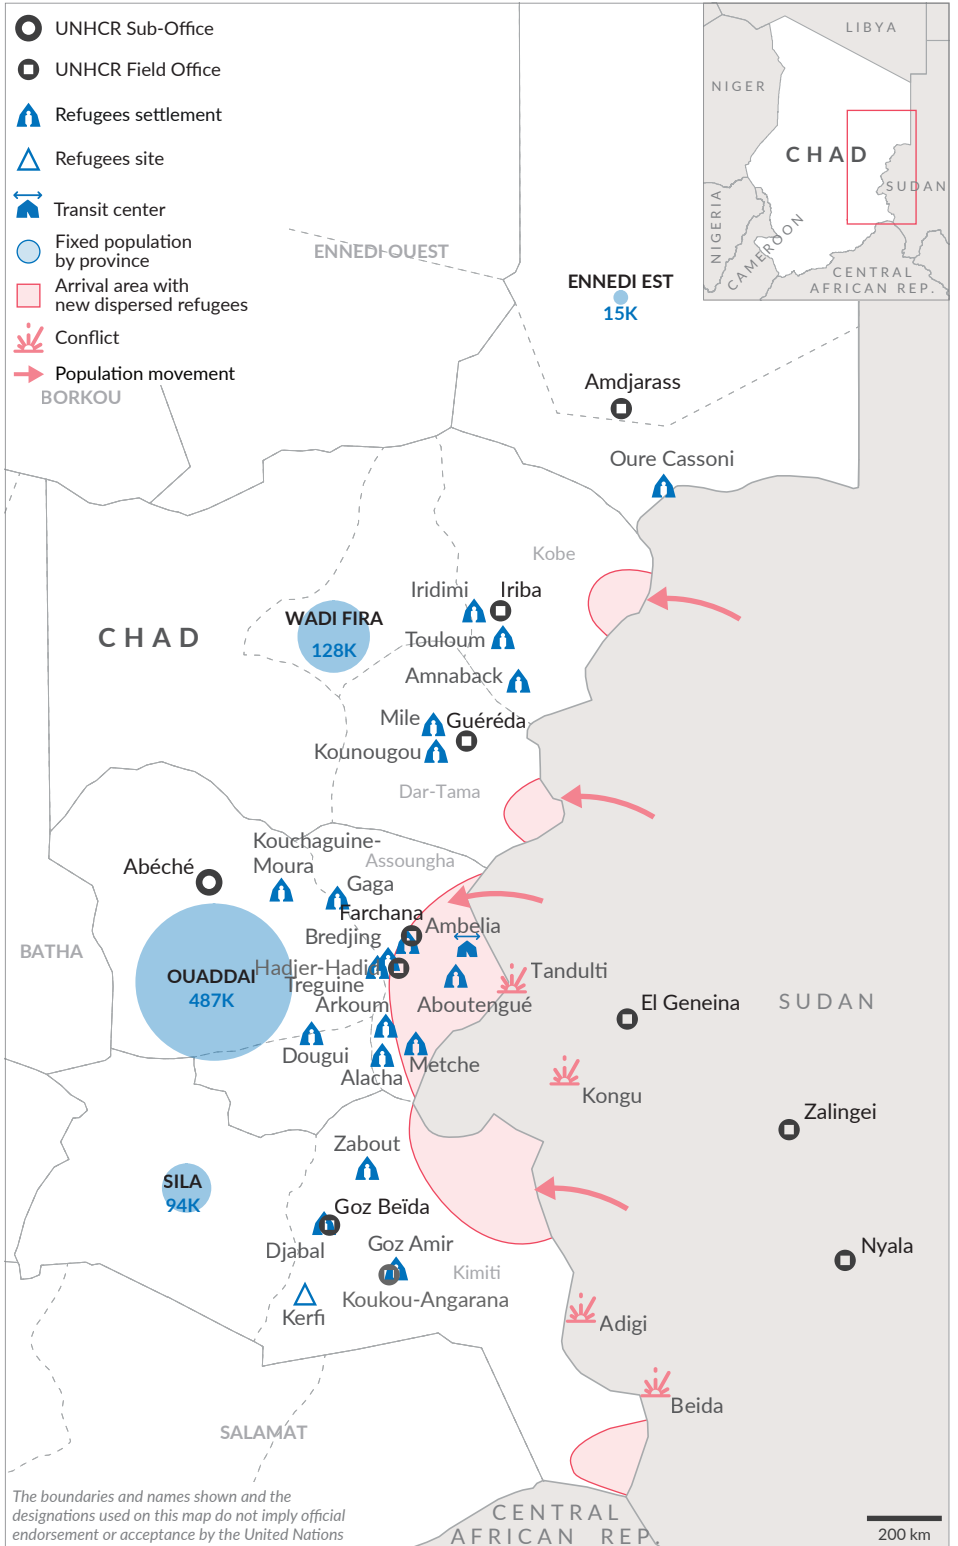 UNHCR Sub-Office
UNHCR Field Office
Refugees settlement
Refugees site
Transit center
Fixed population
by province
Arrival area with
new dispersed refugees
Conflict
Population movement
LIBYA
NIGER
CHAD
SUDAN
NIGERIA
CAMEROON
CENTRAL
AFRICAN REP.
ENNEDI OUEST
ENNEDI EST
15K
BORKOU
Amdjarass
Oure Cassoni
Kobe
Iridimi
Iriba
WADI FIRA
128K
CHAD
Touloum
Amnaback
Mile
Guéréda
Kounougou
Dar-Tama
Kouchaguine-
Moura
Assoungha
Abéché
Gaga
Farchana
Ambelia
Bredjing
BATHA
Hadjer-Hadid
Treguine
OUADDAI
487K
Tandulti
Arkoum
Aboutengué
El Geneina
SUDAN
Dougui
Metche
Alacha
Kongu
Zalingei
Zabout
SILA
94K
Goz Beïda
Djabal
Goz Amir
Kimiti
Nyala
Koukou-Angarana
Kerfi
Adigi
Beida
SALAMAT
The boundaries and names shown and the
designations used on this map do not imply official
endorsement or acceptance by the United Nations
CENTRAL
AFRICAN REP.
200 km